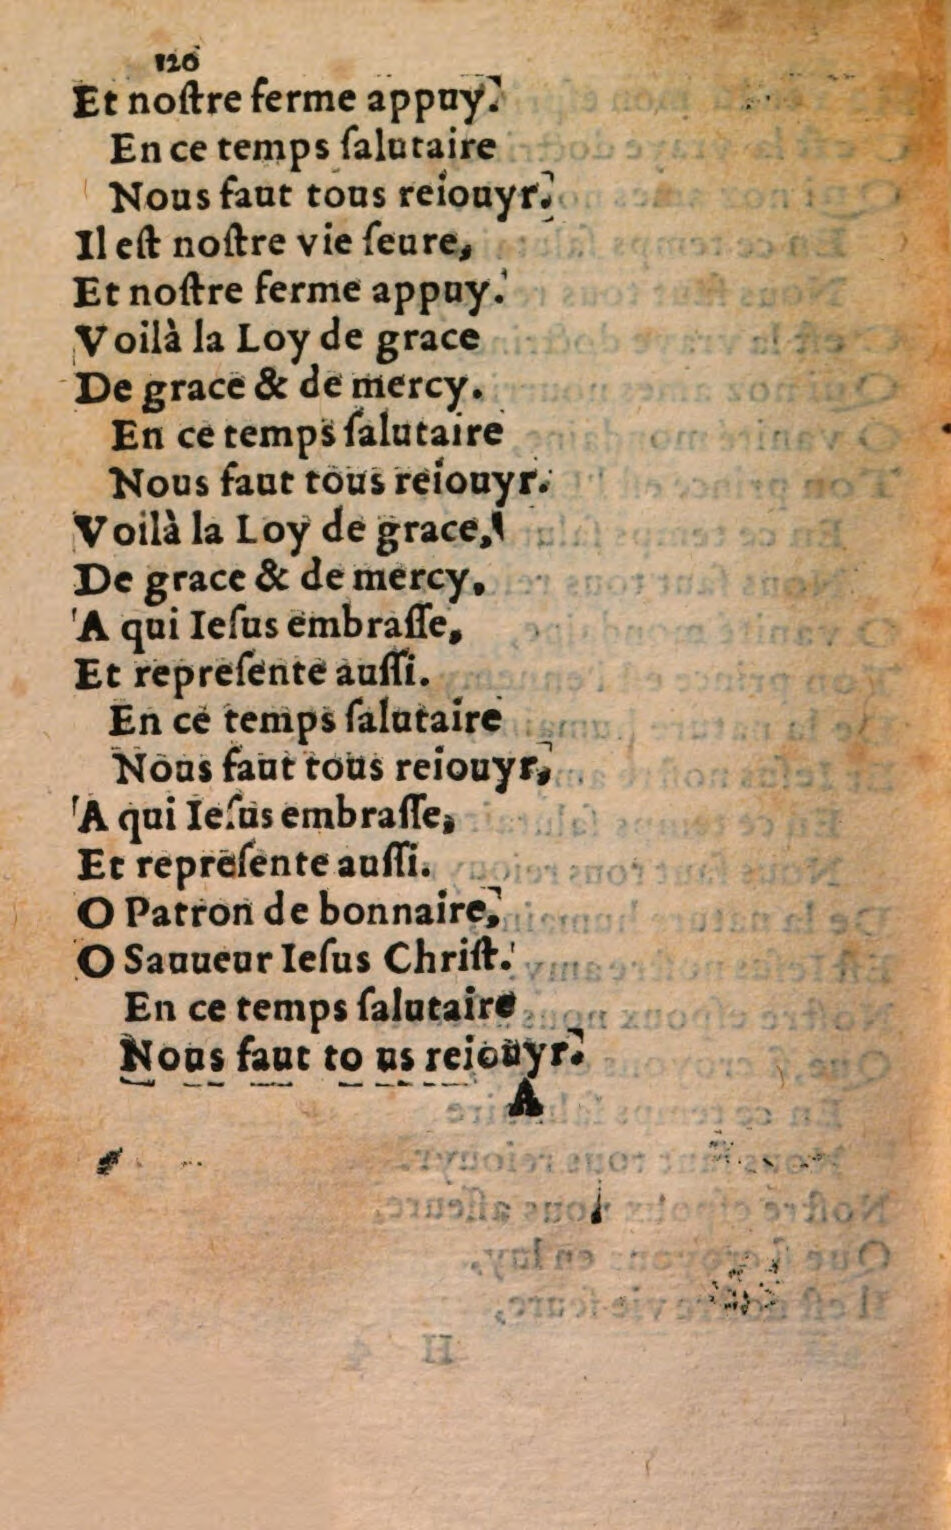 120
Et noſtre ferme appuy.
En ce temps ſalutaire
Nous faut tous reiouyr.
Il eſt noſtre vie ſeure,
Et noſtre ferme appuy.
Voilà la Loy de grace
De grace & de mercy.
En ce temps ſalutaire
Nous faut tous reiouyr.
Voilà la Loy de grace,
De grace & de mercy,
A qui Ieſus embraſſe,
Et repreſente auſſi.
En ce temps ſalutaire
Nous faut tous reiouyr,
A qui Ieſus embraſſe,
Et repreſente auſſi.
O Patron de bonnaire,
O Sauueur Ieſus Chriſt.
En ce temps ſalutaire
Nous faut to us reiouyr.
A